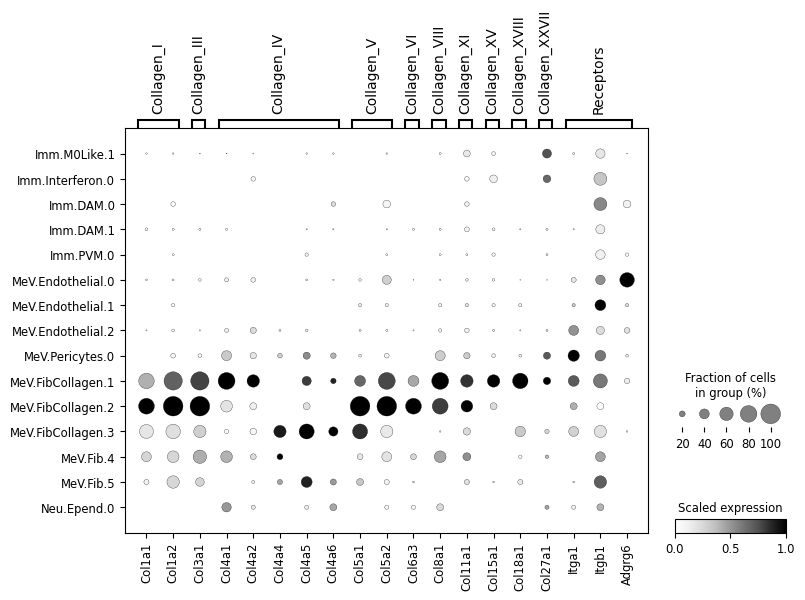 Collagen_I
Collagen_III
Collagen_IV
Collagen_V
Collagen_VI
Collagen_VIII
Collagen_XI
Collagen_XV
Collagen_XVIII
Collagen_XXVII
Receptors
Imm.M0Like.1
Imm.Interferon.0
Imm.DAM.0
Imm.DAM.1
Imm.PVM.0
MeV.Endothelial.0
MeV.Endothelial.1
MeV.Endothelial.2
MeV.Pericytes.0
MeV.FibCollagen.1
MeV.FibCollagen.2
MeV.FibCollagen.3
MeV.Fib.4
MeV.Fib.5
Neu.Epend.0
Col1a1
Col1a2
Col3a1
Col4a1
Col4a2
Col4a4
Col4a5
Col4a6
Col5a1
Col5a2
Col6a3
Col8a1
Col11a1
Col15a1
Col18a1
Col27a1
Itga1
Itgb1
Adgrg6
Fraction of cells
in group (%)
20 40 60 80 100
Scaled expression
0.0 0.5 1.0